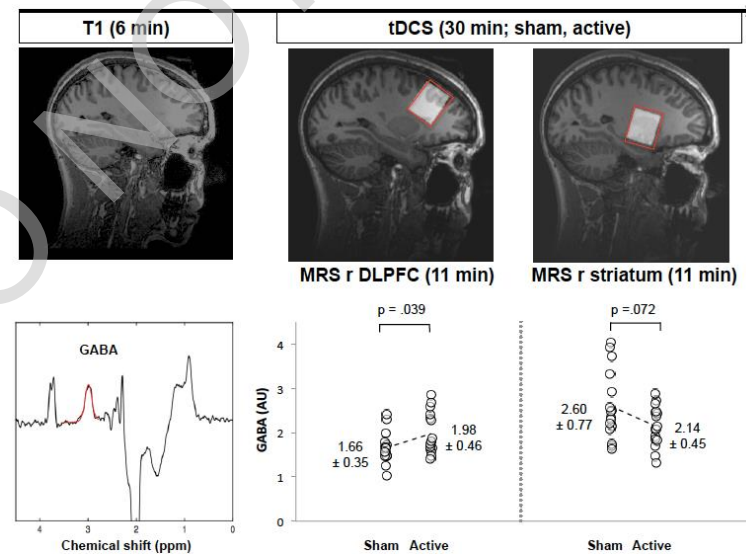 T1 (6 min)
tDCS (30 min; sham, active)
MRS r DLPFC (11 min)
MRS r striatum (11 min)
GABA
4
3
2
1
0
Chemical shift (ppm)
p = .039
p =.072
GABA (AU)
4
3
2
1
0
1.66
± 0.35
1.98
± 0.46
2.60
± 0.77
2.14
± 0.45
Sham Active
Sham Active